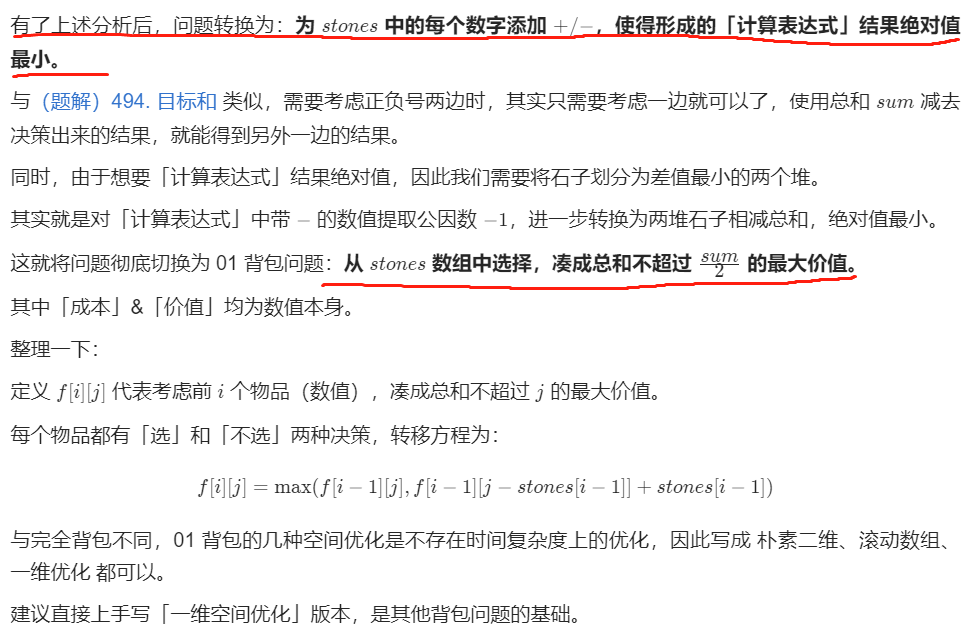 有了上述分析后，问题转换为：为 stones 中的每个数字添加 +/−，使得形成的「计算表达式」结果绝对值
最小。
与（题解）494. 目标和 类似，需要考虑正负号两边时，其实只需要考虑一边就可以了，使用总和 sum 减去
决策出来的结果，就能得到另外一边的结果。
同时，由于想要「计算表达式」结果绝对值，因此我们需要将石子划分为差值最小的两个堆。
其实就是对「计算表达式」中带 − 的数值提取公因数 −1，进一步转换为两堆石子相减总和，绝对值最小。
这就将问题彻底切换为 01 背包问题：从 stones 数组中选择，凑成总和不超过 sum/2 的最大价值。
其中「成本」&「价值」均为数值本身。
整理一下：
定义 f[i][j] 代表考虑前 i 个物品（数值），凑成总和不超过 j 的最大价值。
每个物品都有「选」和「不选」两种决策，转移方程为：
f[i][j] = max(f[i − 1][j], f[i − 1][j − stones[i − 1]] + stones[i − 1])
与完全背包不同，01 背包的几种空间优化是不存在时间复杂度上的优化，因此写成 朴素二维、滚动数组、
一维优化 都可以。
建议直接上手写「一维空间优化」版本，是其他背包问题的基础。